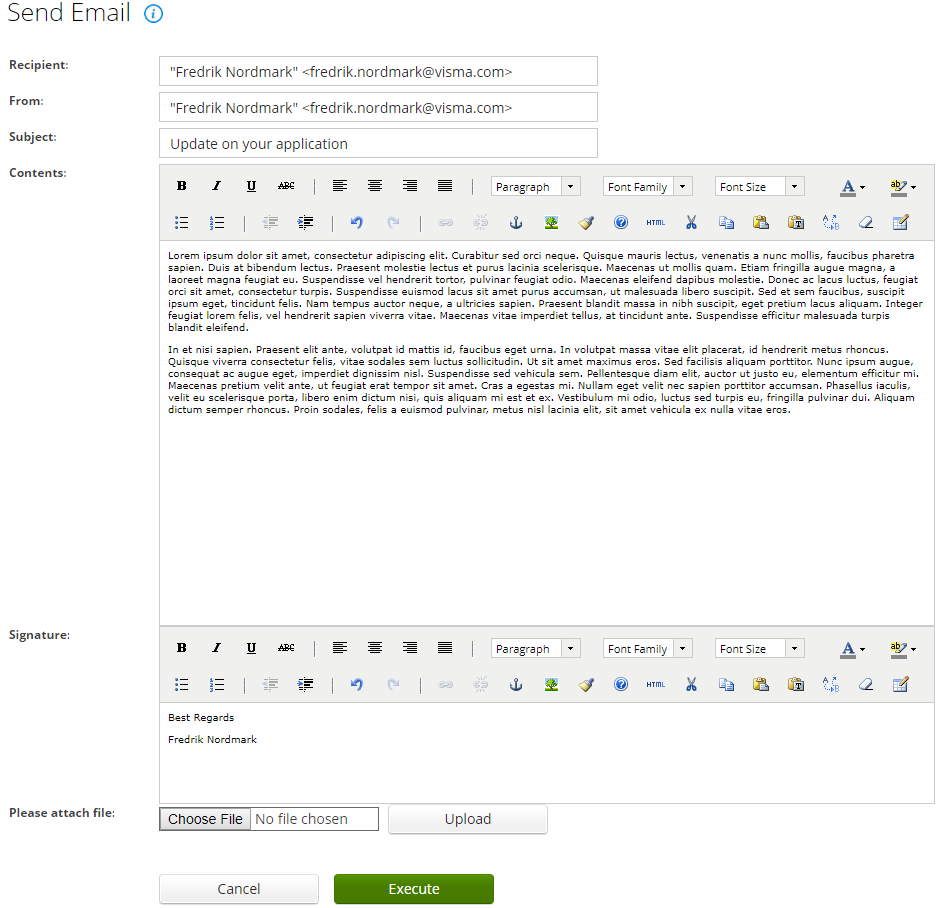 Send Email
Recipient:
"Fredrik Nordmark" <fredrik.nordmark@visma.com>
From:
"Fredrik Nordmark" <fredrik.nordmark@visma.com>
Subject:
Update on your application
Contents:
B I U ABC Paragraph Font Family Font Size A ab
HTML
Lorem ipsum dolor sit amet, consectetur adipiscing elit. Curabitur sed orci neque. Quisque mauris lectus, venenatis a nunc mollis, faucibus pharetra
sapien. Duis at bibendum lectus. Praesent molestie lectus et purus lacinia scelerisque. Maecenas ut mollis quam. Etiam fringilla augue magna, a
laoreet magna feugiat eu. Suspendisse vel hendrerit tortor, pulvinar feugiat odio. Maecenas eleifend dapibus molestie. Donec ac lacus luctus, feugiat
orci sit amet, consectetur turpis. Suspendisse euismod lacus sit amet purus accumsan, ut malesuada libero suscipit. Sed et sem faucibus, suscipit
ipsum eget, tincidunt felis. Nam tempus auctor neque, a ultricies sapien. Praesent blandit massa in nibh suscipit, eget pretium lacus aliquam. Integer
feugiat lorem felis, vel hendrerit sapien viverra vitae. Maecenas vitae imperdiet tellus, at tincidunt ante. Suspendisse efficitur malesuada turpis
blandit eleifend.
In et nisi sapien. Praesent elit ante, volutpat id mattis id, faucibus eget urna. In volutpat massa vitae elit placerat, id hendrerit metus rhoncus.
Quisque viverra consectetur felis, vitae sodales sem luctus sollicitudin. Ut sit amet maximus eros. Sed facilisis aliquam porttitor. Nunc ipsum augue,
consequat ac augue eget, imperdiet dignissim nisl. Suspendisse sed vehicula sem. Pellentesque diam elit, auctor ut justo eu, elementum efficitur mi.
Maecenas pretium velit ante, ut feugiat erat tempor sit amet. Cras a egestas mi. Nullam eget velit nec sapien porttitor accumsan. Phasellus iaculis,
velit eu scelerisque porta, libero enim dictum nisi, quis aliquam mi est et ex. Vestibulum mi odio, luctus sed turpis eu, fringilla pulvinar dui. Aliquam
dictum semper rhoncus. Proin sodales, felis a euismod pulvinar, metus nisl lacinia elit, sit amet vehicula ex nulla vitae eros.
Signature:
B I U ABC Paragraph Font Family Font Size A ab
HTML
Best Regards
Fredrik Nordmark
Please attach file:
Choose File No file chosen Upload
Cancel Execute